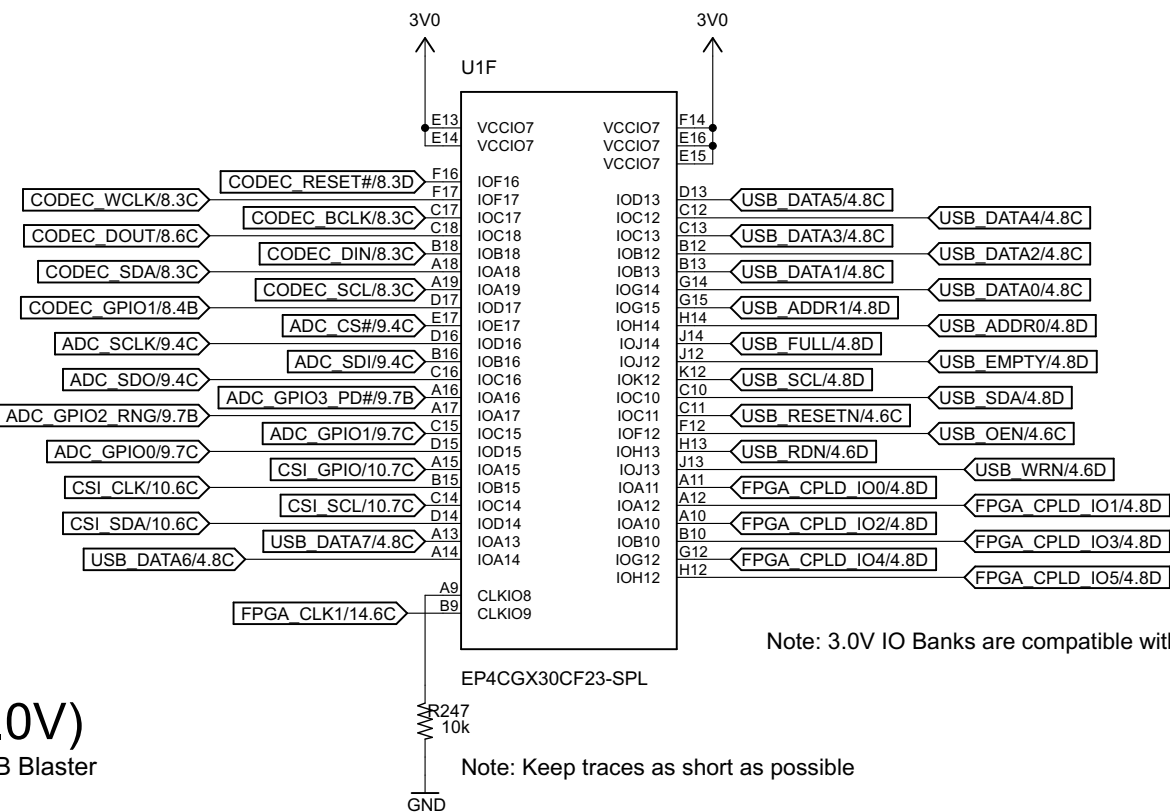 3V0
3V0
U1F
E13 VCCIO7 VCCIO7 F14
E14 VCCIO7 VCCIO7 E16
VCCIO7 E15
CODEC_RESET#/8.3D F16 IOF16
CODEC_WCLK/8.3C F17 IOF17 IOD13 D13 USB_DATA5/4.8C
CODEC_BCLK/8.3C C17 IOC17 IOC12 C12 USB_DATA4/4.8C
CODEC_DOUT/8.6C C18 IOC18 IOC13 C13 USB_DATA3/4.8C
CODEC_DIN/8.3C B18 IOB18 IOB12 B12 USB_DATA2/4.8C
CODEC_SDA/8.3C A18 IOA18 IOB13 B13 USB_DATA1/4.8C
CODEC_SCL/8.3C A19 IOA19 IOG14 G14 USB_DATA0/4.8C
CODEC_GPIO1/8.4B D17 IOD17 IOG15 G15 USB_ADDR1/4.8D
ADC_CS#/9.4C E17 IOE17 IOH14 H14 USB_ADDR0/4.8D
ADC_SCLK/9.4C D16 IOD16 IOJ14 J14 USB_FULL/4.8D
ADC_SDI/9.4C B16 IOB16 IOJ12 J12 USB_EMPTY/4.8D
ADC_SDO/9.4C C16 IOC16 IOK12 K12 USB_SCL/4.8D
ADC_GPIO3_PD#/9.7B A16 IOA16 IOC10 C10 USB_SDA/4.8D
ADC_GPIO2_RNG/9.7B A17 IOA17 IOC11 C11 USB_RESETN/4.6C
ADC_GPIO1/9.7C C15 IOC15 IOF12 F12 USB_OEN/4.6C
ADC_GPIO0/9.7C D15 IOD15 IOH13 H13 USB_RDN/4.6D
CSI_GPIO/10.7C A15 IOA15 IOJ13 J13 USB_WRN/4.6D
CSI_CLK/10.6C B15 IOB15 IOA11 A11 FPGA_CPLD_IO0/4.8D
CSI_SCL/10.7C C14 IOC14 IOA12 A12 FPGA_CPLD_IO1/4.8D
CSI_SDA/10.6C D14 IOD14 IOA10 A10 FPGA_CPLD_IO2/4.8D
USB_DATA7/4.8C A13 IOA13 IOB10 B10 FPGA_CPLD_IO3/4.8D
USB_DATA6/4.8C A14 IOA14 IOG12 G12 FPGA_CPLD_IO4/4.8D
IOH12 H12 FPGA_CPLD_IO5/4.8D
A9 CLKIO8
FPGA_CLK1/14.6C B9 CLKIO9
Note: 3.0V IO Banks are compatible with
EP4CGX30CF23-SPL
.0V)
R247
10k
B Blaster
Note: Keep traces as short as possible
GND